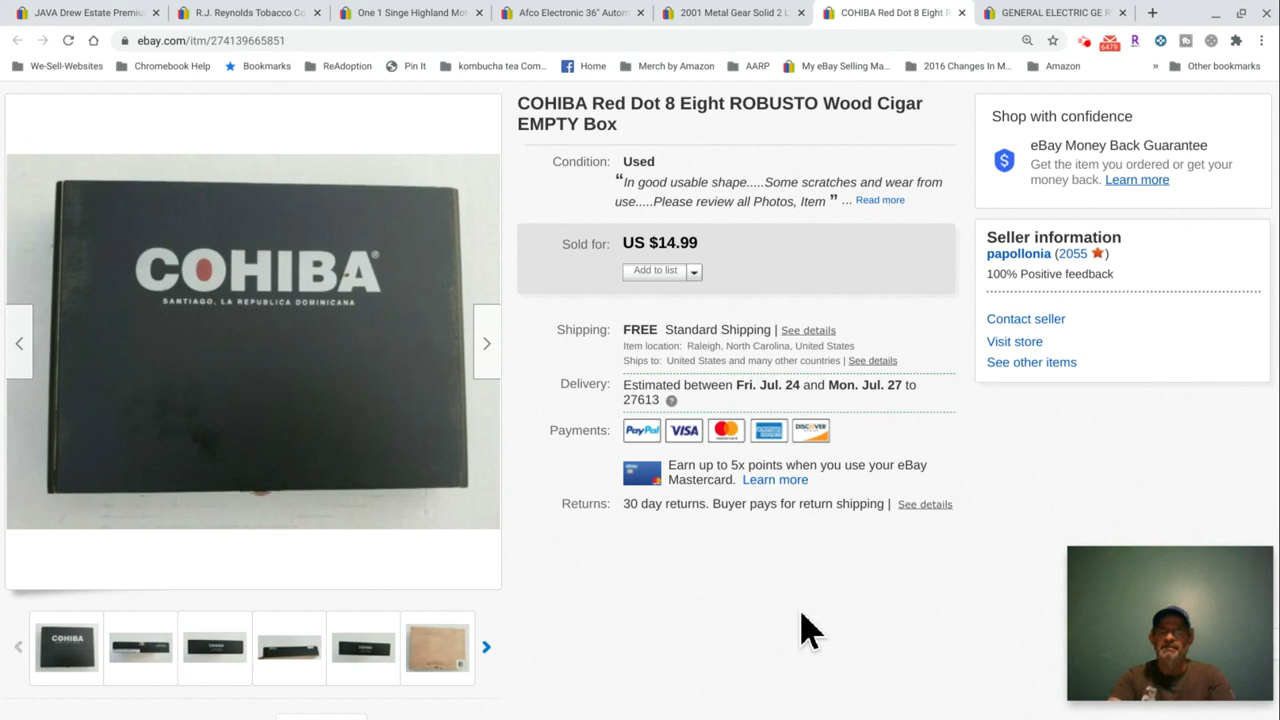 JAVA Drew Estate Premiu
R.J. Reynolds Tobacco Co
One 1 Singe Highland Mot
Afco Electronic 36" Autom
2001 Metal Gear Solid 2 L
COHIBA Red Dot 8 Eight R
GENERAL ELECTRIC GE R
ebay.com/itm/274139665851
6479
R
We-Sell-Websites
Chromebook Help
Bookmarks
ReAdoption
Pin It
kombucha tea Com...
Home
Merch by Amazon
AARP
My eBay Selling Ma...
2016 Changes In M...
Amazon
»
Other bookmarks
COHIBA
SANTIAGO, LA REPUBLICA DOMINICANA
COHIBA Red Dot 8 Eight ROBUSTO Wood Cigar
EMPTY Box
Condition: Used
“In good usable shape.....Some scratches and wear from
use.....Please review all Photos, Item ” ... Read more
Sold for: US $14.99
Add to list
Shipping: FREE Standard Shipping | See details
Item location: Raleigh, North Carolina, United States
Ships to: United States and many other countries | See details
Delivery: Estimated between Fri. Jul. 24 and Mon. Jul. 27 to
27613 ?
Payments: PayPal VISA MasterCard AMERICAN EXPRESS DISCOVER
Earn up to 5x points when you use your eBay
Mastercard. Learn more
Returns: 30 day returns. Buyer pays for return shipping | See details
Shop with confidence
eBay Money Back Guarantee
Get the item you ordered or get your
money back. Learn more
Seller information
papollonia (2055)
100% Positive feedback
Contact seller
Visit store
See other items
COHIBA